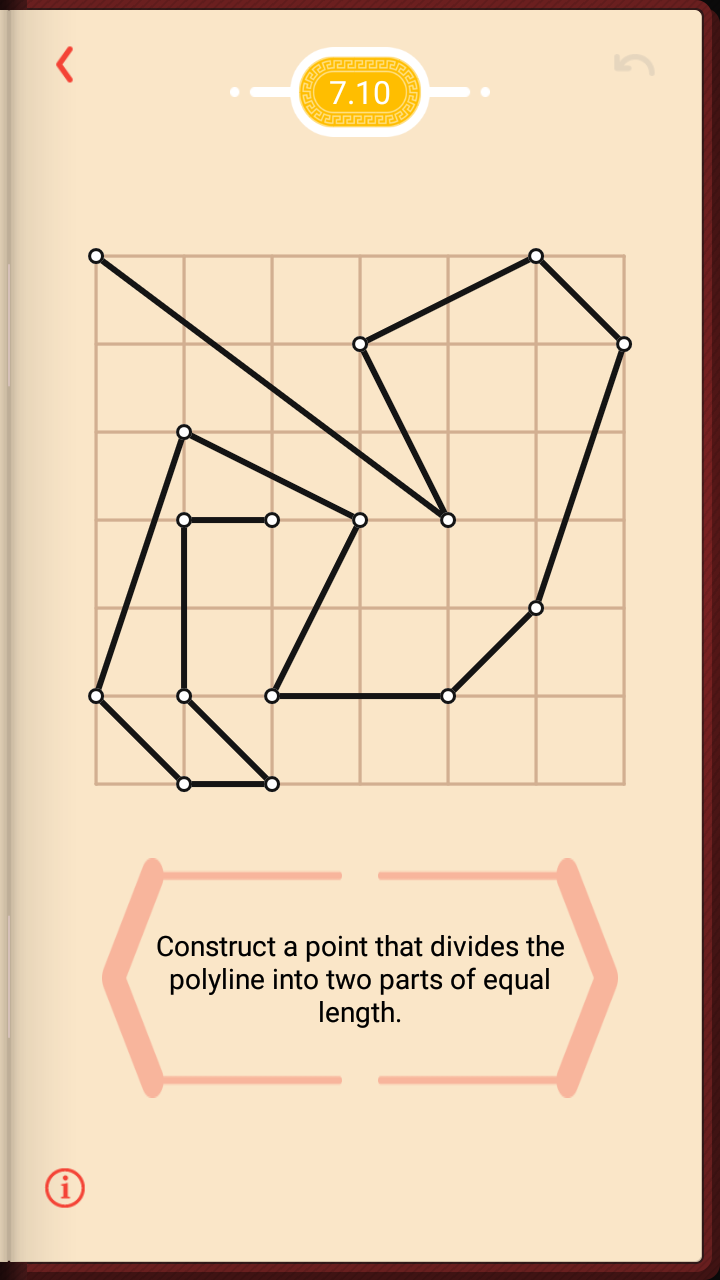 7.10
Construct a point that divides the
polyline into two parts of equal
length.
i